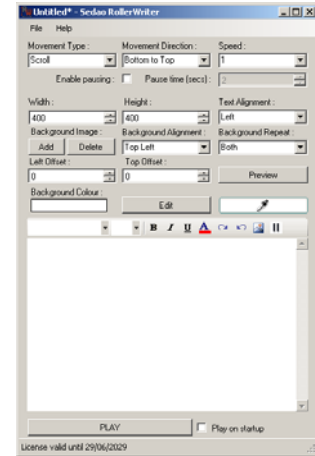 Untitled* - Sedao RollerWriter
File Help
Movement Type : Movement Direction : Speed :
Scroll Bottom to Top 1
Enable pausing : Pause time (secs) : 2
Width : Height : Text Alignment :
400 400 Left
Background Image : Background Alignment : Background Repeat :
Add Delete Top Left Both
Left Offset : Top Offset :
0 0 Preview
Background Colour :
Edit
B I U A
PLAY Play on startup
License valid until 29/06/2029